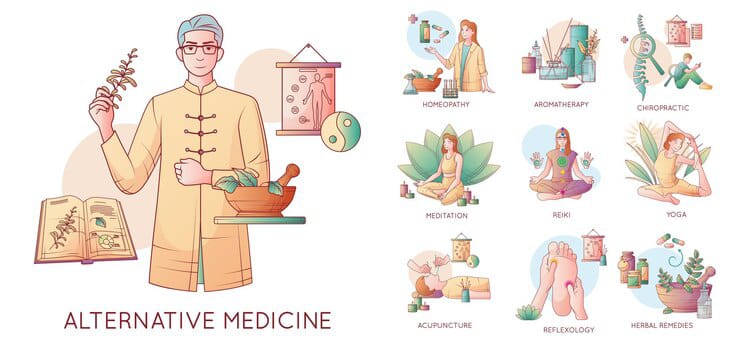 ALTERNATIVE MEDICINE
HOMEOPATHY
AROMATHERAPY
CHIROPRACTIC
MEDITATION
REIKI
YOGA
ACUPUNCTURE
REFLEXOLOGY
HERBAL REMEDIES